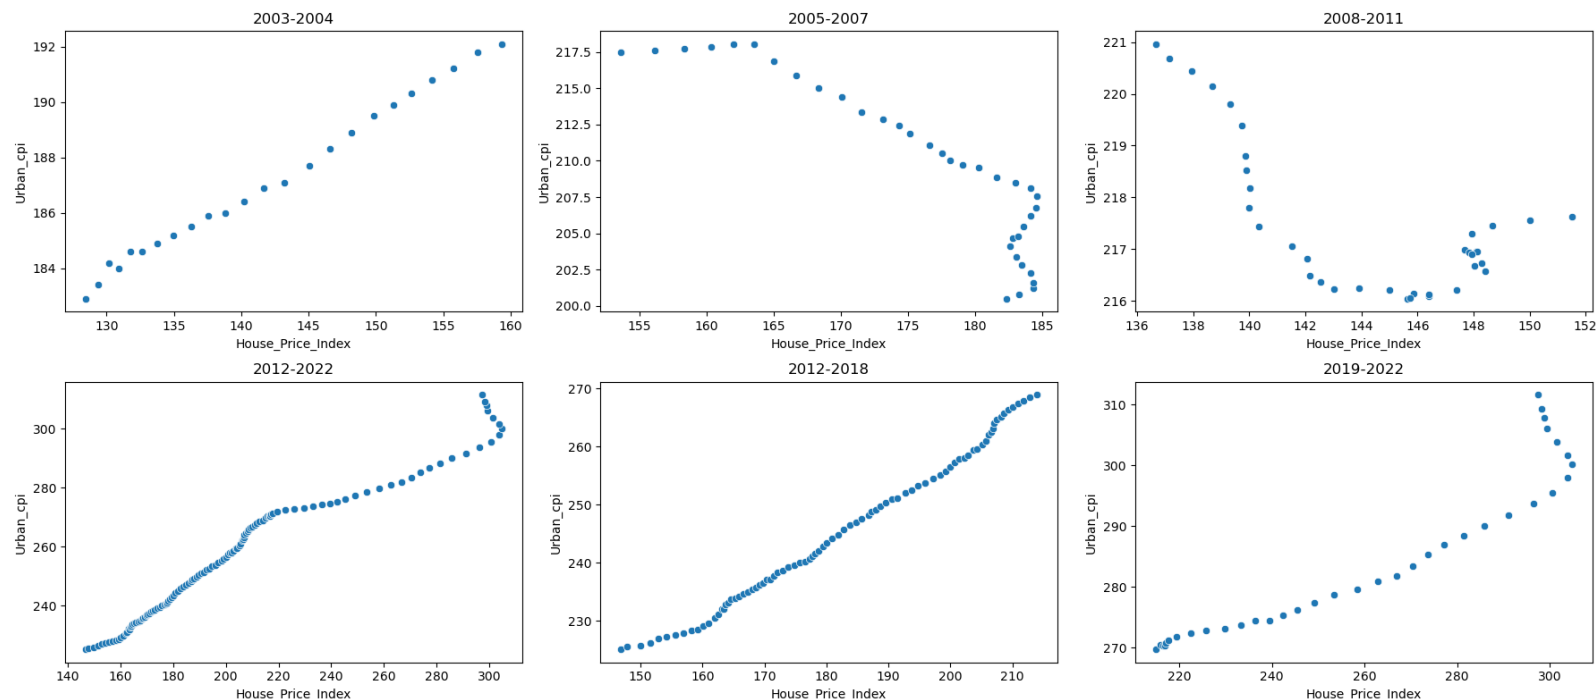 2003-2004
192
190
188
186
184
Urban_cpi
130 135 140 145 150 155 160
House_Price_Index
2005-2007
217.5
215.0
212.5
210.0
207.5
205.0
202.5
200.0
Urban_cpi
155 160 165 170 175 180 185
House_Price_Index
2008-2011
221
220
219
218
217
216
Urban_cpi
136 138 140 142 144 146 148 150 152
House_Price_Index
2012-2022
300
280
260
240
Urban_cpi
140 160 180 200 220 240 260 280 300
House_Price_Index
2012-2018
270
260
250
240
230
Urban_cpi
150 160 170 180 190 200 210
House_Price_Index
2019-2022
310
300
290
280
270
Urban_cpi
220 240 260 280 300
House_Price_Index